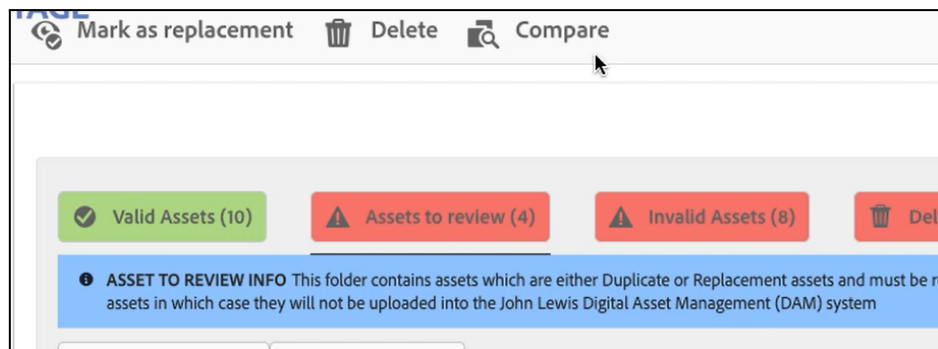 Mark as replacement Delete Compare
Valid Assets (10) Assets to review (4) Invalid Assets (8)
ASSET TO REVIEW INFO This folder contains assets which are either Duplicate or Replacement assets and must be
assets in which case they will not be uploaded into the John Lewis Digital Asset Management (DAM) system